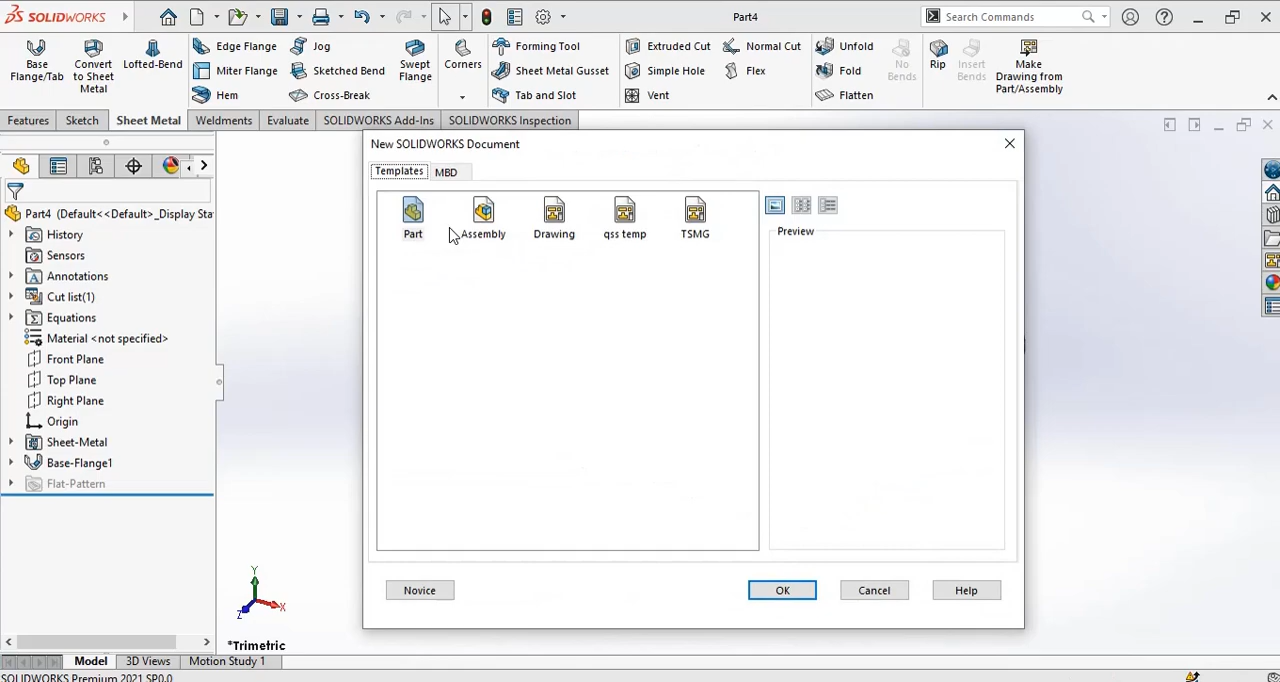 SOLIDWORKS
Part4
Search Commands
Base Flange/Tab
Convert to Sheet Metal
Lofted-Bend
Edge Flange
Miter Flange
Hem
Jog
Sketched Bend
Cross-Break
Swept Flange
Corners
Forming Tool
Sheet Metal Gusset
Tab and Slot
Extruded Cut
Simple Hole
Vent
Normal Cut
Flex
Unfold
Fold
Flatten
No Bends
Rip
Insert Bends
Make Drawing from Part/Assembly
Features
Sketch
Sheet Metal
Weldments
Evaluate
SOLIDWORKS Add-Ins
SOLIDWORKS Inspection
Part4 (Default<<Default>_Display Sta
History
Sensors
Annotations
Cut list(1)
Equations
Material <not specified>
Front Plane
Top Plane
Right Plane
Origin
Sheet-Metal
Base-Flange1
Flat-Pattern
New SOLIDWORKS Document
Templates
MBD
Part
Assembly
Drawing
qss temp
TSMG
Preview
Novice
OK
Cancel
Help
Y
X
Z
*Trimetric
Model
3D Views
Motion Study 1
SOLIDWORKS Premium 2021 SP0.0